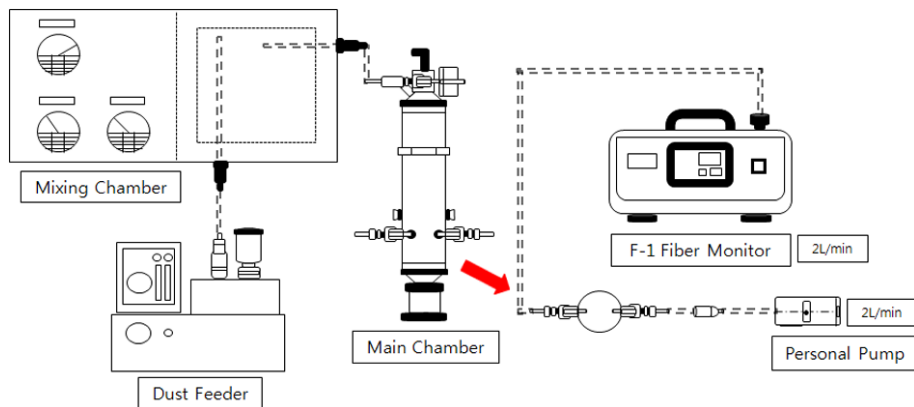 Mixing Chamber
F-1 Fiber Monitor
2L/min
2L/min
Main Chamber
Personal Pump
Dust Feeder